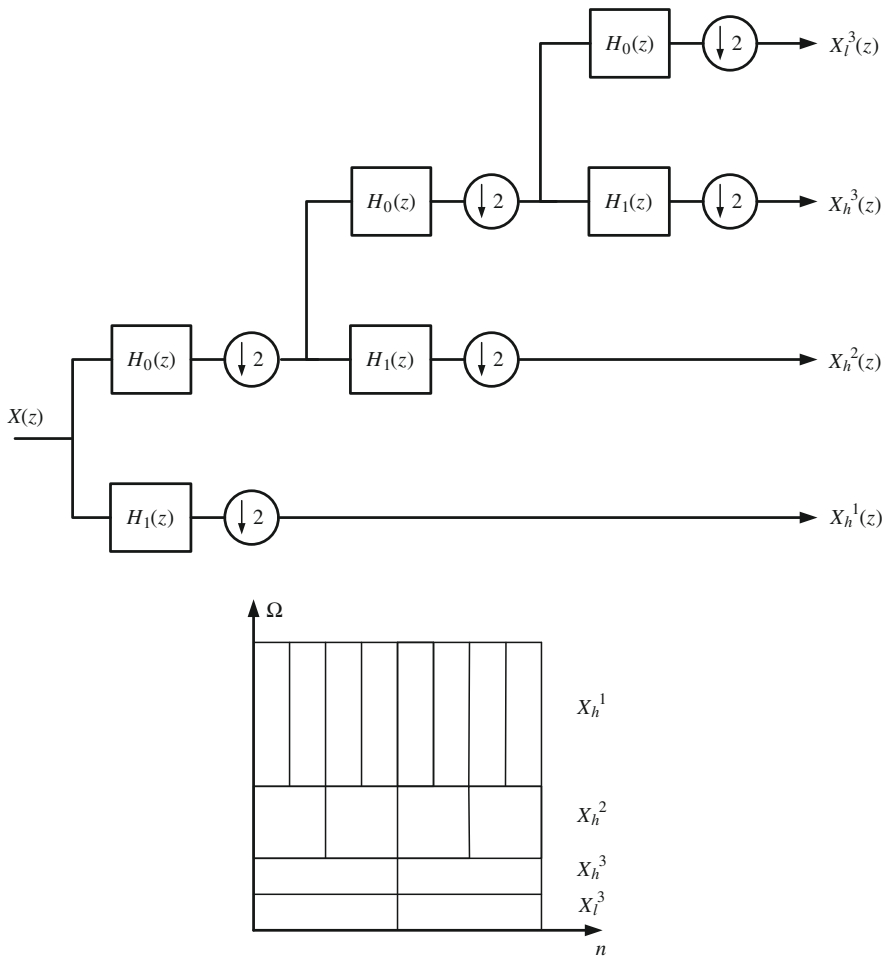 H₀(z) ↓ 2 Xₗ³(z)
H₀(z) ↓ 2 H₁(z) ↓ 2 Xₕ³(z)
H₀(z) ↓ 2 H₁(z) ↓ 2 Xₕ²(z)
X(z)
H₁(z) ↓ 2 Xₕ¹(z)
Ω
Xₕ¹
Xₕ²
Xₕ³
Xₗ³
n